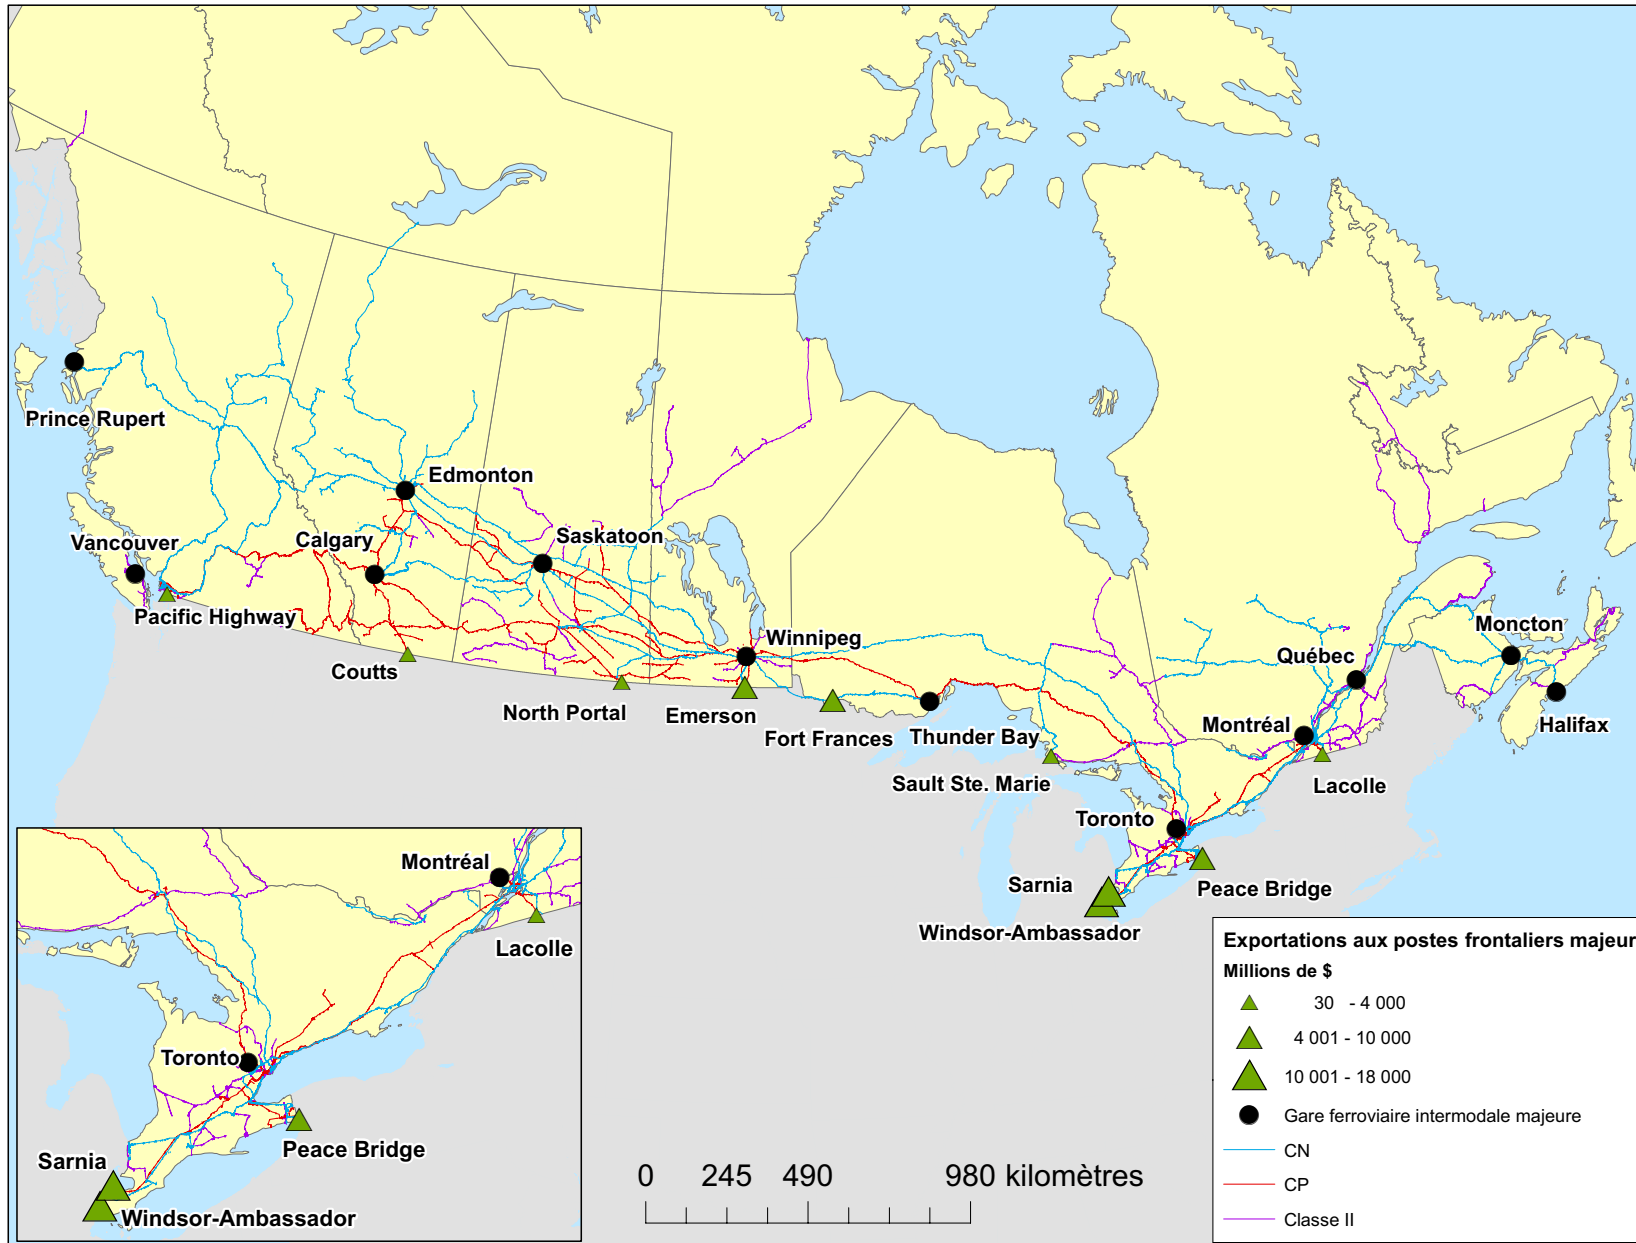 Prince Rupert
Edmonton
Vancouver
Calgary
Saskatoon
Pacific Highway
Winnipeg
Moncton
Québec
Coutts
North Portal
Emerson
Fort Frances
Thunder Bay
Montréal
Halifax
Sault Ste. Marie
Lacolle
Toronto
Sarnia
Peace Bridge
Windsor-Ambassador
Montréal
Lacolle
Toronto
Peace Bridge
Sarnia
Windsor-Ambassador
0 245 490 980 kilomètres
Exportations aux postes frontaliers majeur
Millions de $
30 - 4 000
4 001 - 10 000
10 001 - 18 000
Gare ferroviaire intermodale majeure
CN
CP
Classe II